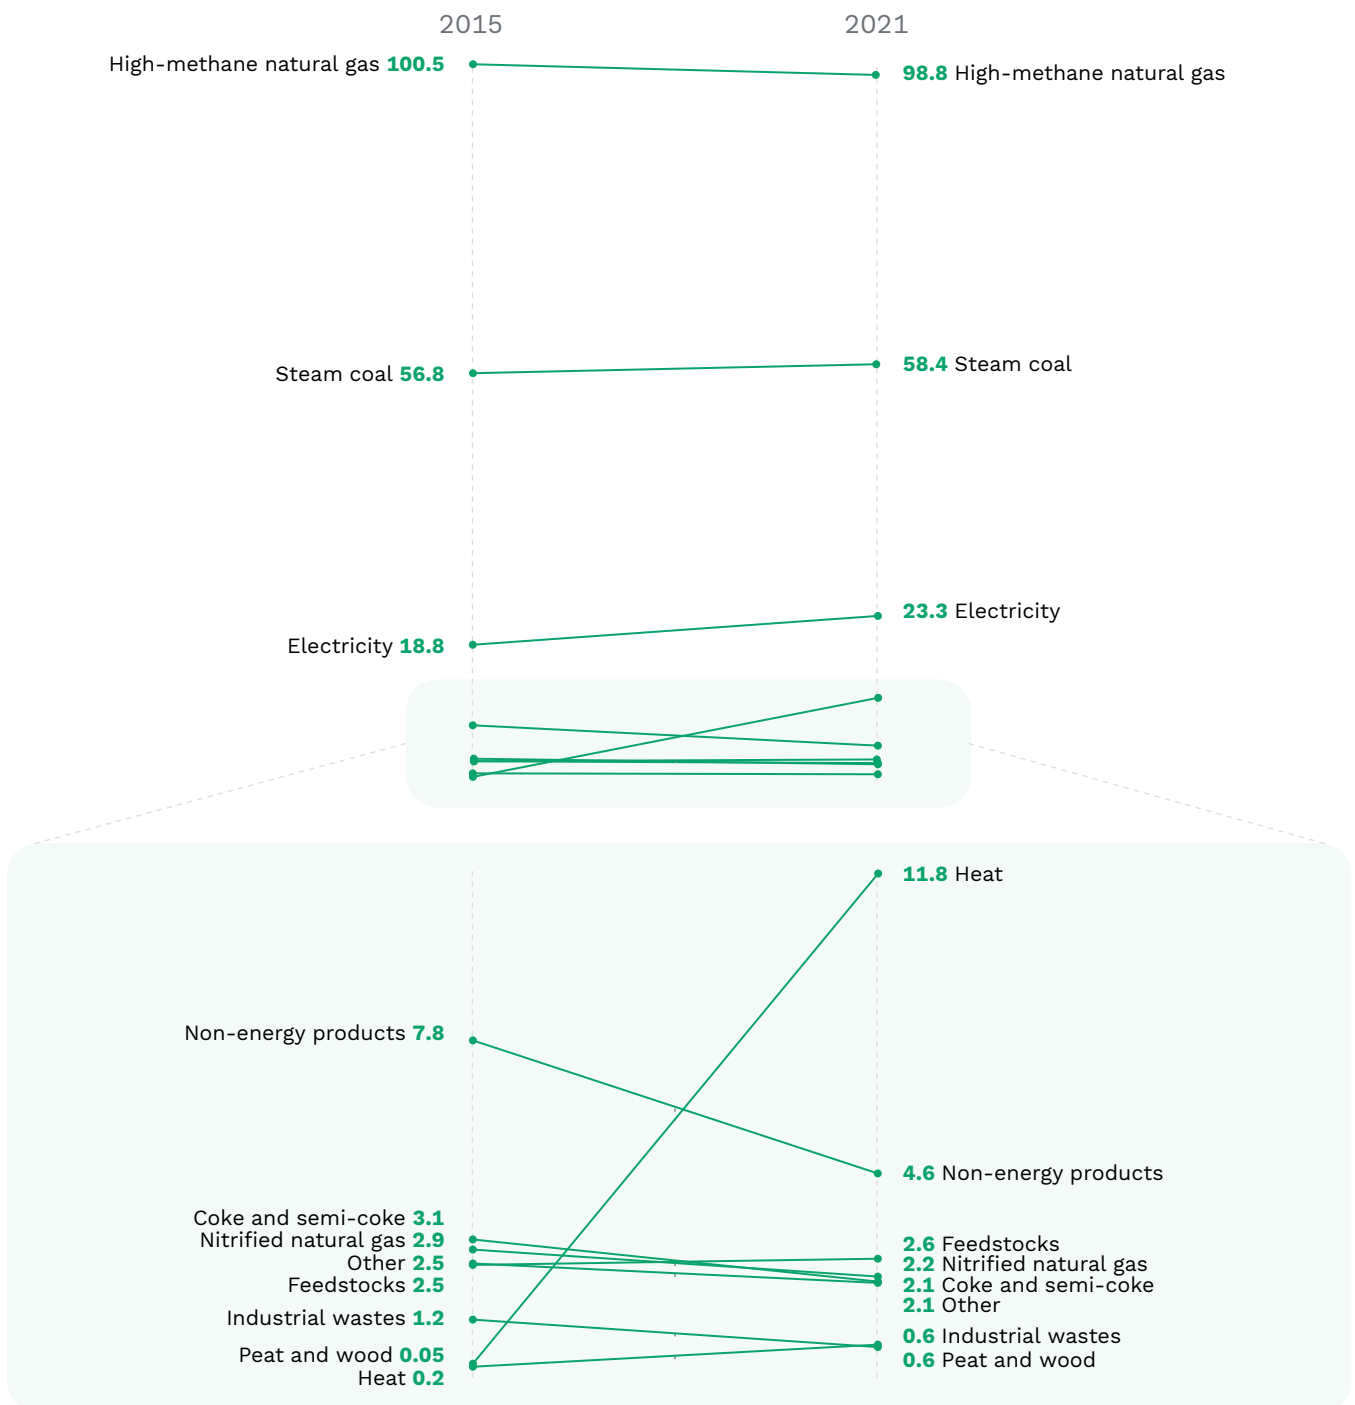 2015
2021
High-methane natural gas 100.5
98.8 High-methane natural gas
Steam coal 56.8
58.4 Steam coal
Electricity 18.8
23.3 Electricity
11.8 Heat
Non-energy products 7.8
4.6 Non-energy products
Coke and semi-coke 3.1
Nitrified natural gas 2.9
Other 2.5
Feedstocks 2.5
2.6 Feedstocks
2.2 Nitrified natural gas
2.1 Coke and semi-coke
2.1 Other
Industrial wastes 1.2
Peat and wood 0.05
Heat 0.2
0.6 Industrial wastes
0.6 Peat and wood